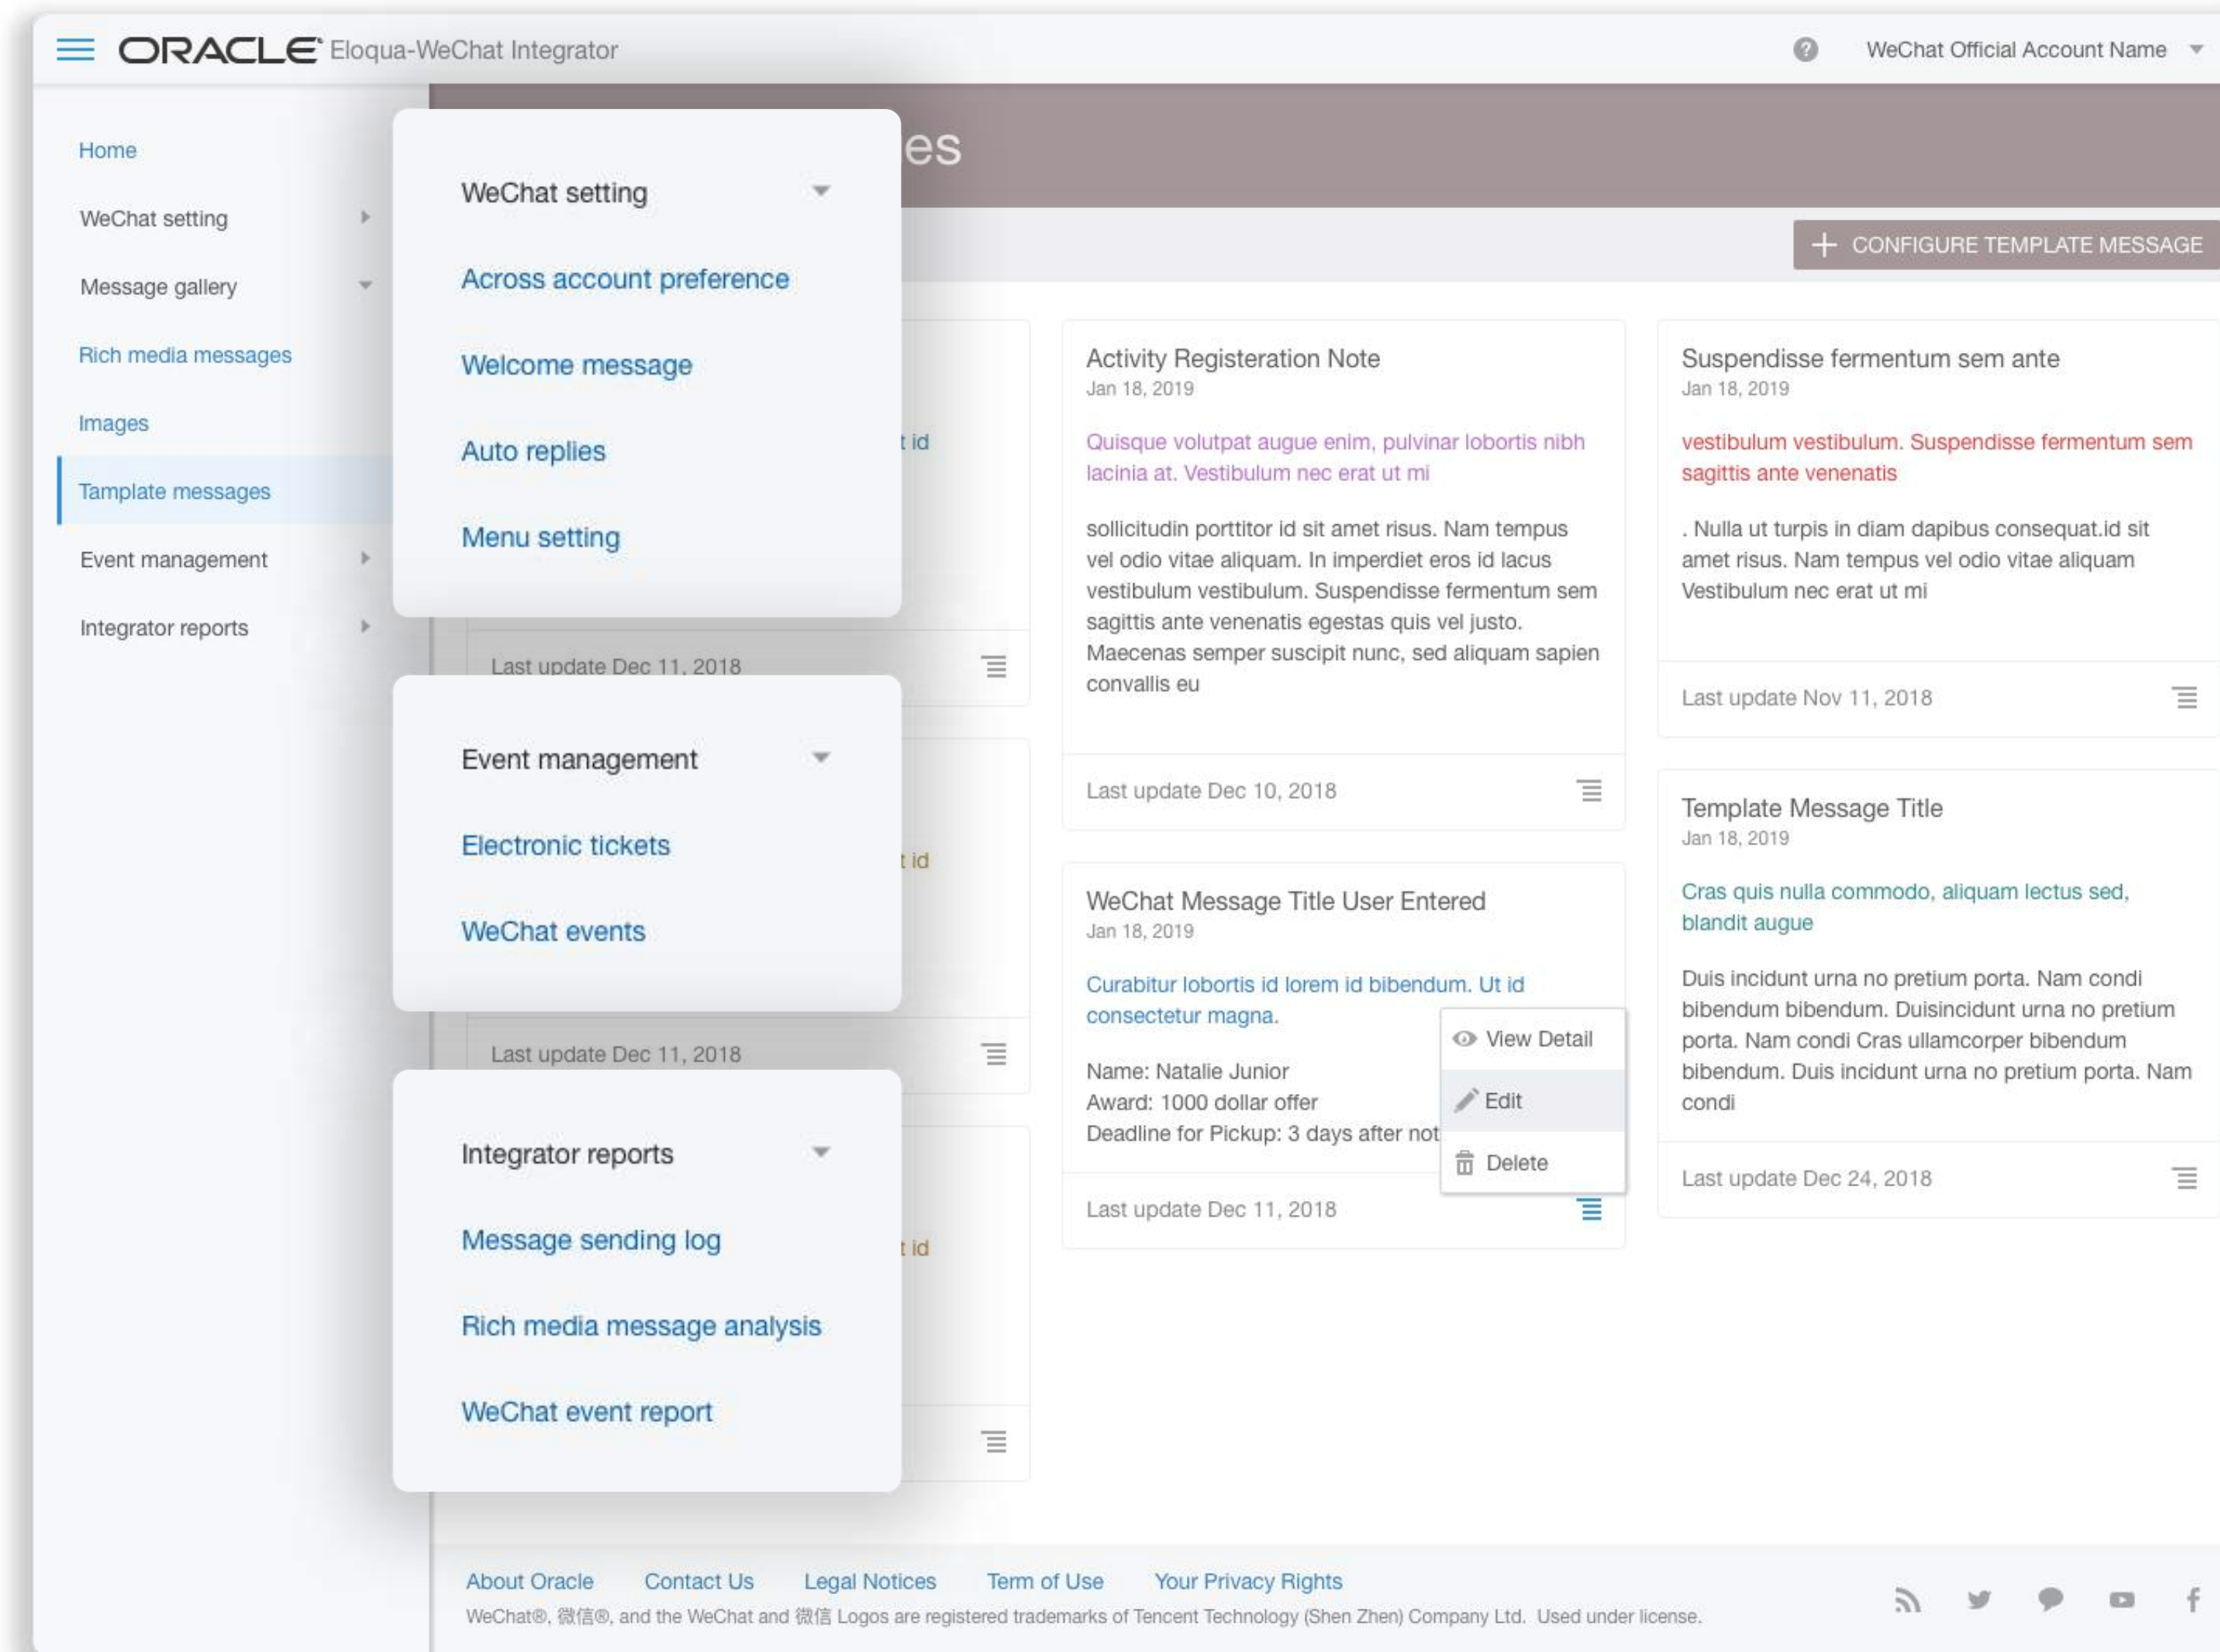 ORACLE® Eloqua-WeChat Integrator
WeChat Official Account Name
Home
WeChat setting
Message gallery
Rich media messages
Images
Tamplate messages
Event management
Integrator reports
WeChat setting
Across account preference
Welcome message
Auto replies
Menu setting
Event management
Electronic tickets
WeChat events
Integrator reports
Message sending log
Rich media message analysis
WeChat event report
es
+ CONFIGURE TEMPLATE MESSAGE
t id
Last update Dec 11, 2018
t id
Last update Dec 11, 2018
t id
Activity Registeration Note
Jan 18, 2019
Quisque volutpat augue enim, pulvinar lobortis nibh
lacinia at. Vestibulum nec erat ut mi
sollicitudin porttitor id sit amet risus. Nam tempus
vel odio vitae aliquam. In imperdiet eros id lacus
vestibulum vestibulum. Suspendisse fermentum sem
sagittis ante venenatis egestas quis vel justo.
Maecenas semper suscipit nunc, sed aliquam sapien
convallis eu
Last update Dec 10, 2018
WeChat Message Title User Entered
Jan 18, 2019
Curabitur lobortis id lorem id bibendum. Ut id
consectetur magna.
Name: Natalie Junior
Award: 1000 dollar offer
Deadline for Pickup: 3 days after not
View Detail
Edit
Delete
Last update Dec 11, 2018
Suspendisse fermentum sem ante
Jan 18, 2019
vestibulum vestibulum. Suspendisse fermentum sem
sagittis ante venenatis
. Nulla ut turpis in diam dapibus consequat.id sit
amet risus. Nam tempus vel odio vitae aliquam
Vestibulum nec erat ut mi
Last update Nov 11, 2018
Template Message Title
Jan 18, 2019
Cras quis nulla commodo, aliquam lectus sed,
blandit augue
Duis incidunt urna no pretium porta. Nam condi
bibendum bibendum. Duisincidunt urna no pretium
porta. Nam condi Cras ullamcorper bibendum
bibendum. Duis incidunt urna no pretium porta. Nam
condi
Last update Dec 24, 2018
About Oracle Contact Us Legal Notices Term of Use Your Privacy Rights
WeChat®, 微信®, and the WeChat and 微信 Logos are registered trademarks of Tencent Technology (Shen Zhen) Company Ltd. Used under license.